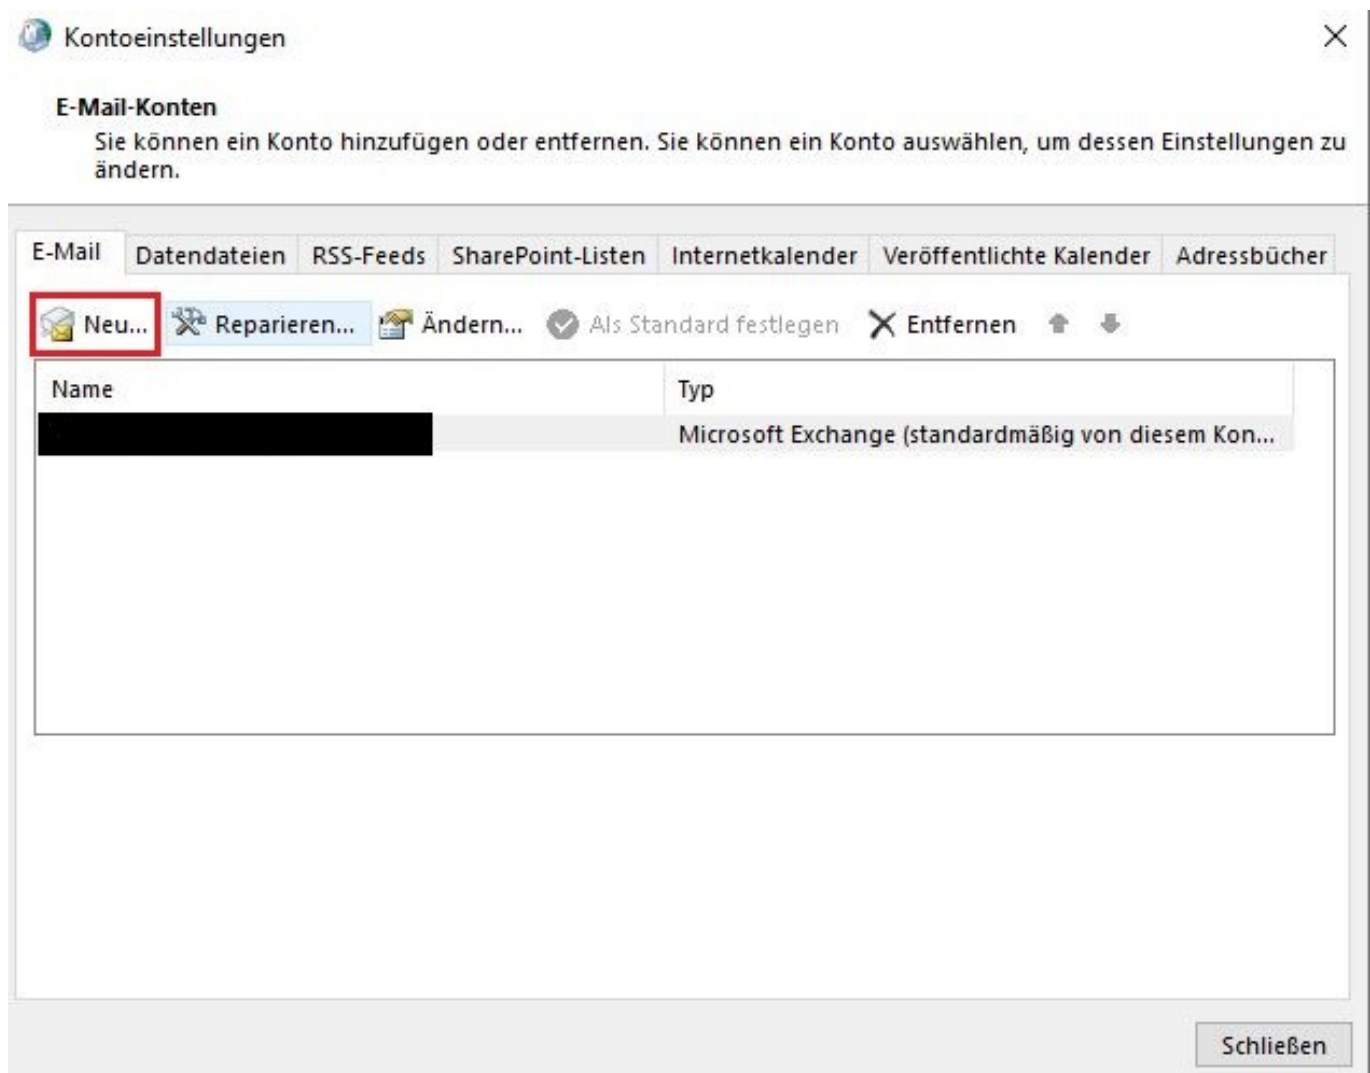 Kontoeinstellungen
E-Mail-Konten
Sie können ein Konto hinzufügen oder entfernen. Sie können ein Konto auswählen, um dessen Einstellungen zu
ändern.
E-Mail Datendateien RSS-Feeds SharePoint-Listen Internetkalender Veröffentlichte Kalender Adressbücher
Neu... Reparieren... Ändern... Als Standard festlegen Entfernen
Name Typ
Microsoft Exchange (standardmäßig von diesem Kon...
Schließen